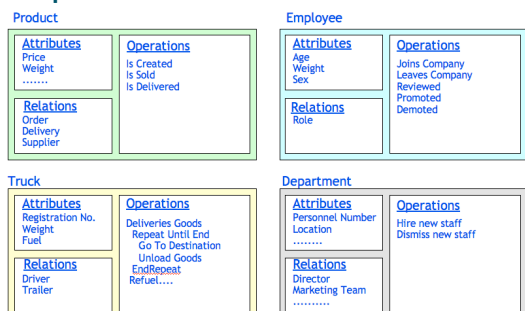 Product
Attributes
Price
Weight
.......
Relations
Order
Delivery
Supplier
Operations
Is Created
Is Sold
Is Delivered
Employee
Attributes
Age
Weight
Sex
Relations
Role
Operations
Joins Company
Leaves Company
Reviewed
Promoted
Demoted
Truck
Attributes
Registration No.
Weight
Fuel
Relations
Driver
Trailer
Operations
Deliveries Goods
Repeat Until End
Go To Destination
Unload Goods
EndRepeat
Refuel....
Department
Attributes
Personnel Number
Location
........
Relations
Director
Marketing Team
..........
Operations
Hire new staff
Dismiss new staff